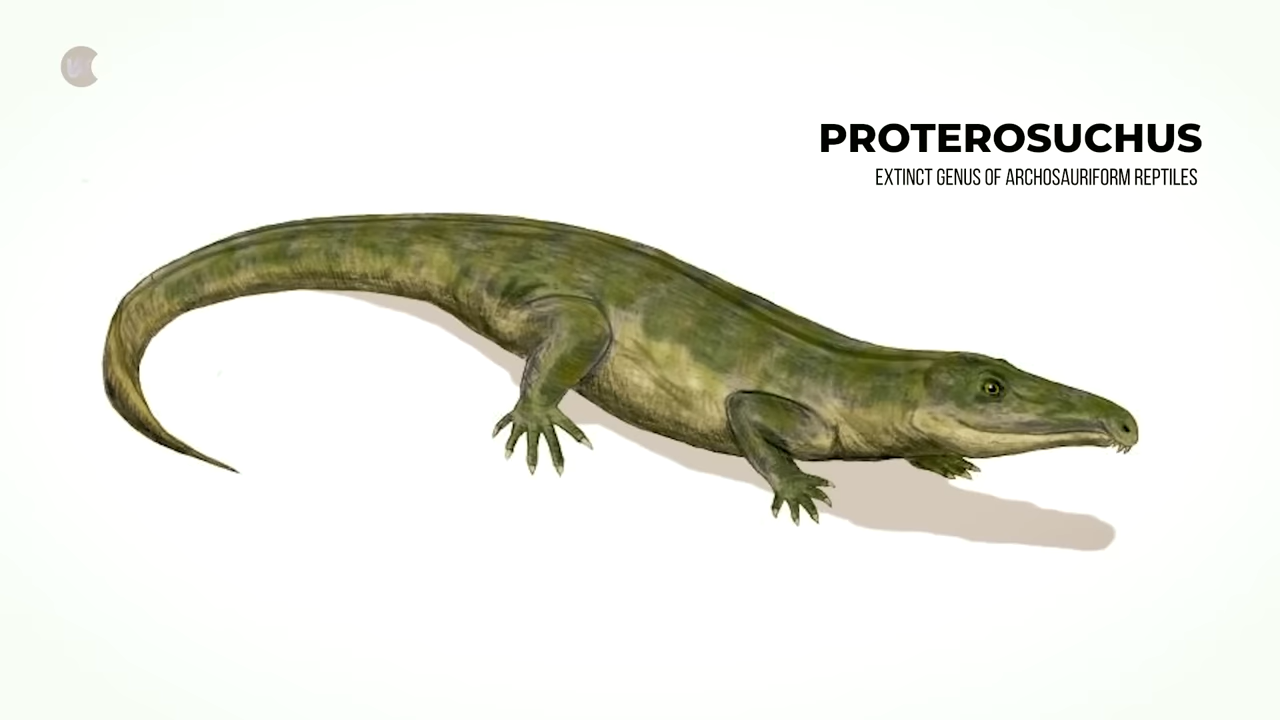 PROTEROSUCHUS
EXTINCT GENUS OF ARCHOSAURIFORM REPTILES